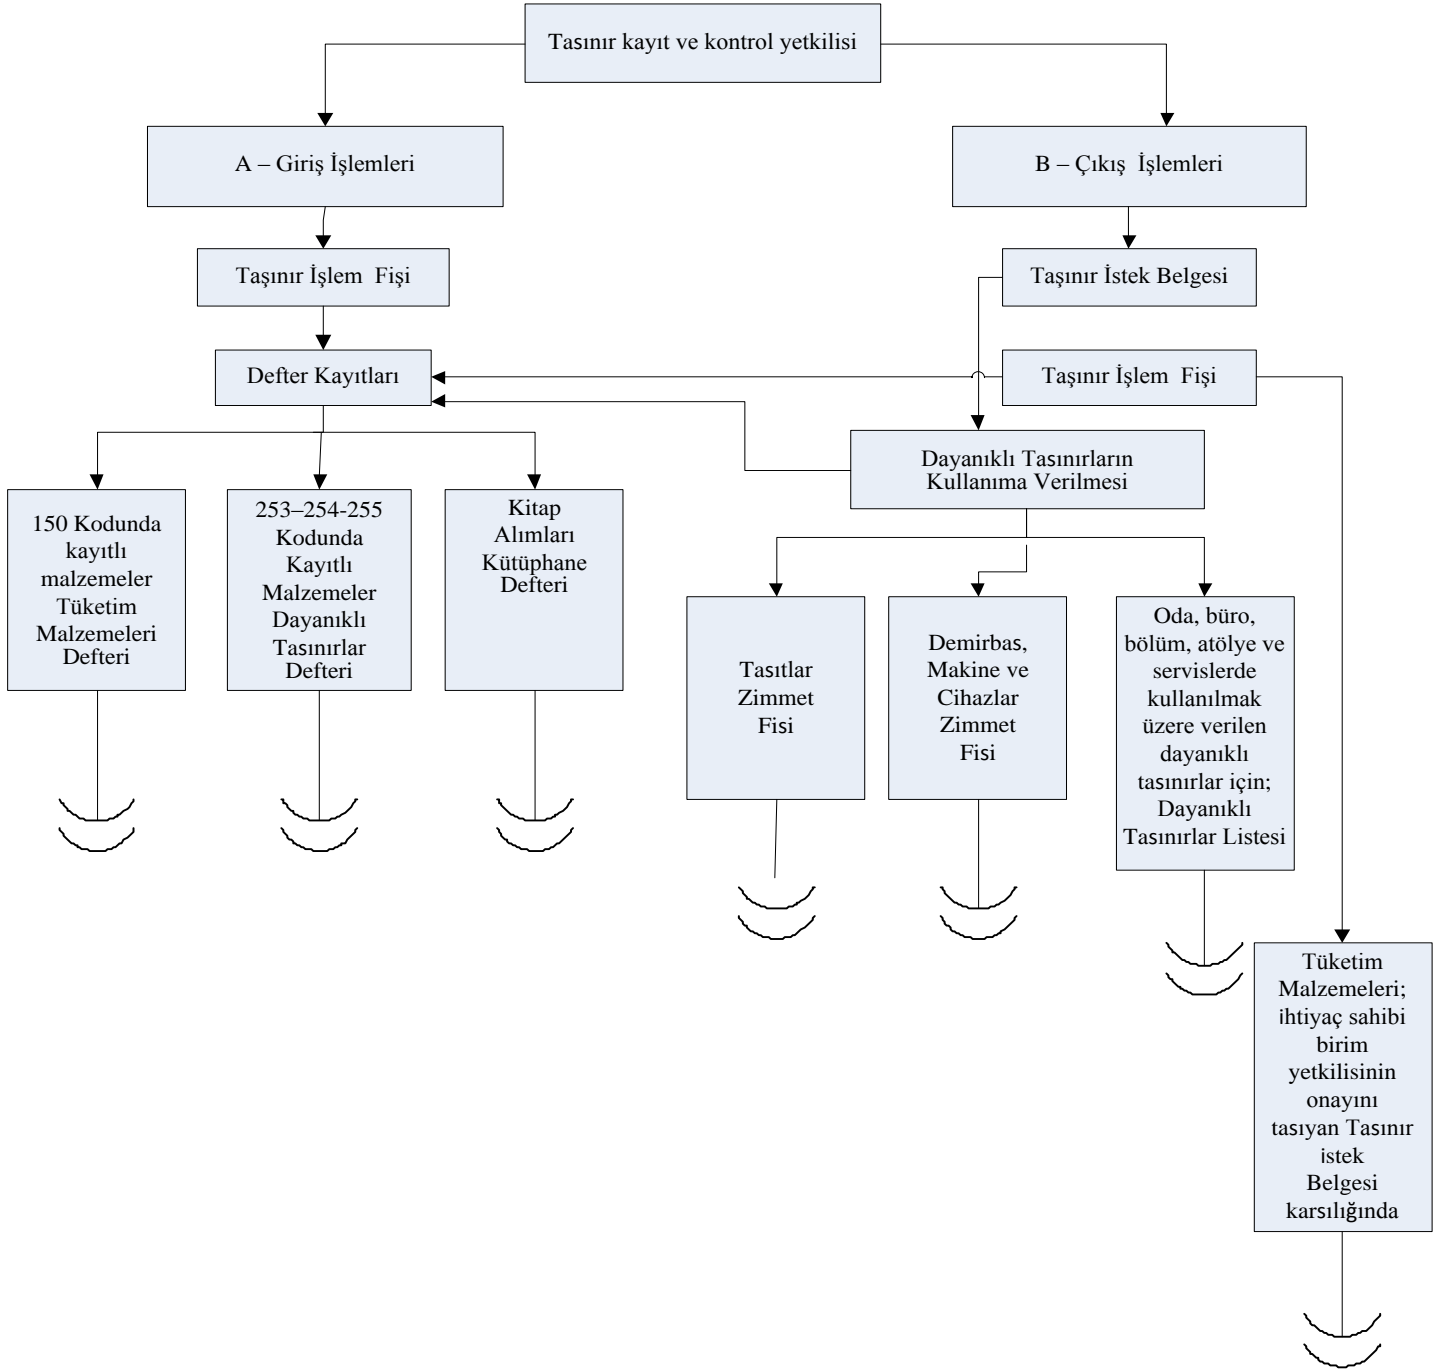 Tasınır kayıt ve kontrol yetkilisi
A – Giriş İşlemleri
B – Çıkış  İşlemleri
Taşınır İşlem  Fişi
Taşınır İstek Belgesi
Defter Kayıtları
Taşınır İşlem  Fişi
Dayanıklı Tasınırların
Kullanıma Verilmesi
150 Kodunda
kayıtlı
malzemeler
Tüketim
Malzemeleri
Defteri
253–254-255
Kodunda
Kayıtlı
Malzemeler
Dayanıklı
Tasınırlar
Defteri
Kitap
Alımları
Kütüphane
Defteri
Tasıtlar
Zimmet
Fisi
Demirbas,
Makine ve
Cihazlar
Zimmet
Fisi
Oda, büro,
bölüm, atölye ve
servislerde
kullanılmak
üzere verilen
dayanıklı
tasınırlar için;
Dayanıklı
Tasınırlar Listesi
Tüketim
Malzemeleri;
ihtiyaç sahibi
birim
yetkilisinin
onayını
tasıyan Tasınır
istek
Belgesi
karsılığında